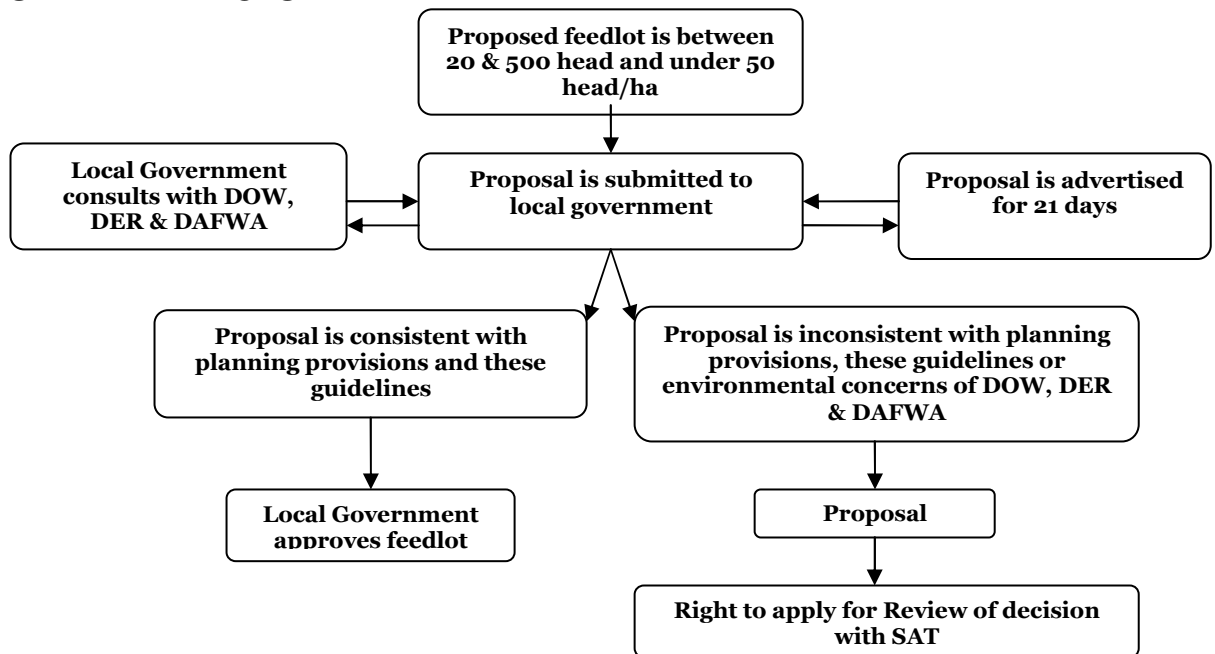 Proposed feedlot is between
20 & 500 head and under 50
head/ha
Local Government
consults with DOW,
DER & DAFWA
Proposal is submitted to
local government
Proposal is advertised
for 21 days
Proposal is consistent with
planning provisions and these
guidelines
Proposal is inconsistent with planning
provisions, these guidelines or
environmental concerns of DOW, DER
& DAFWA
Local Government
approves feedlot
Proposal
Right to apply for Review of decision
with SAT